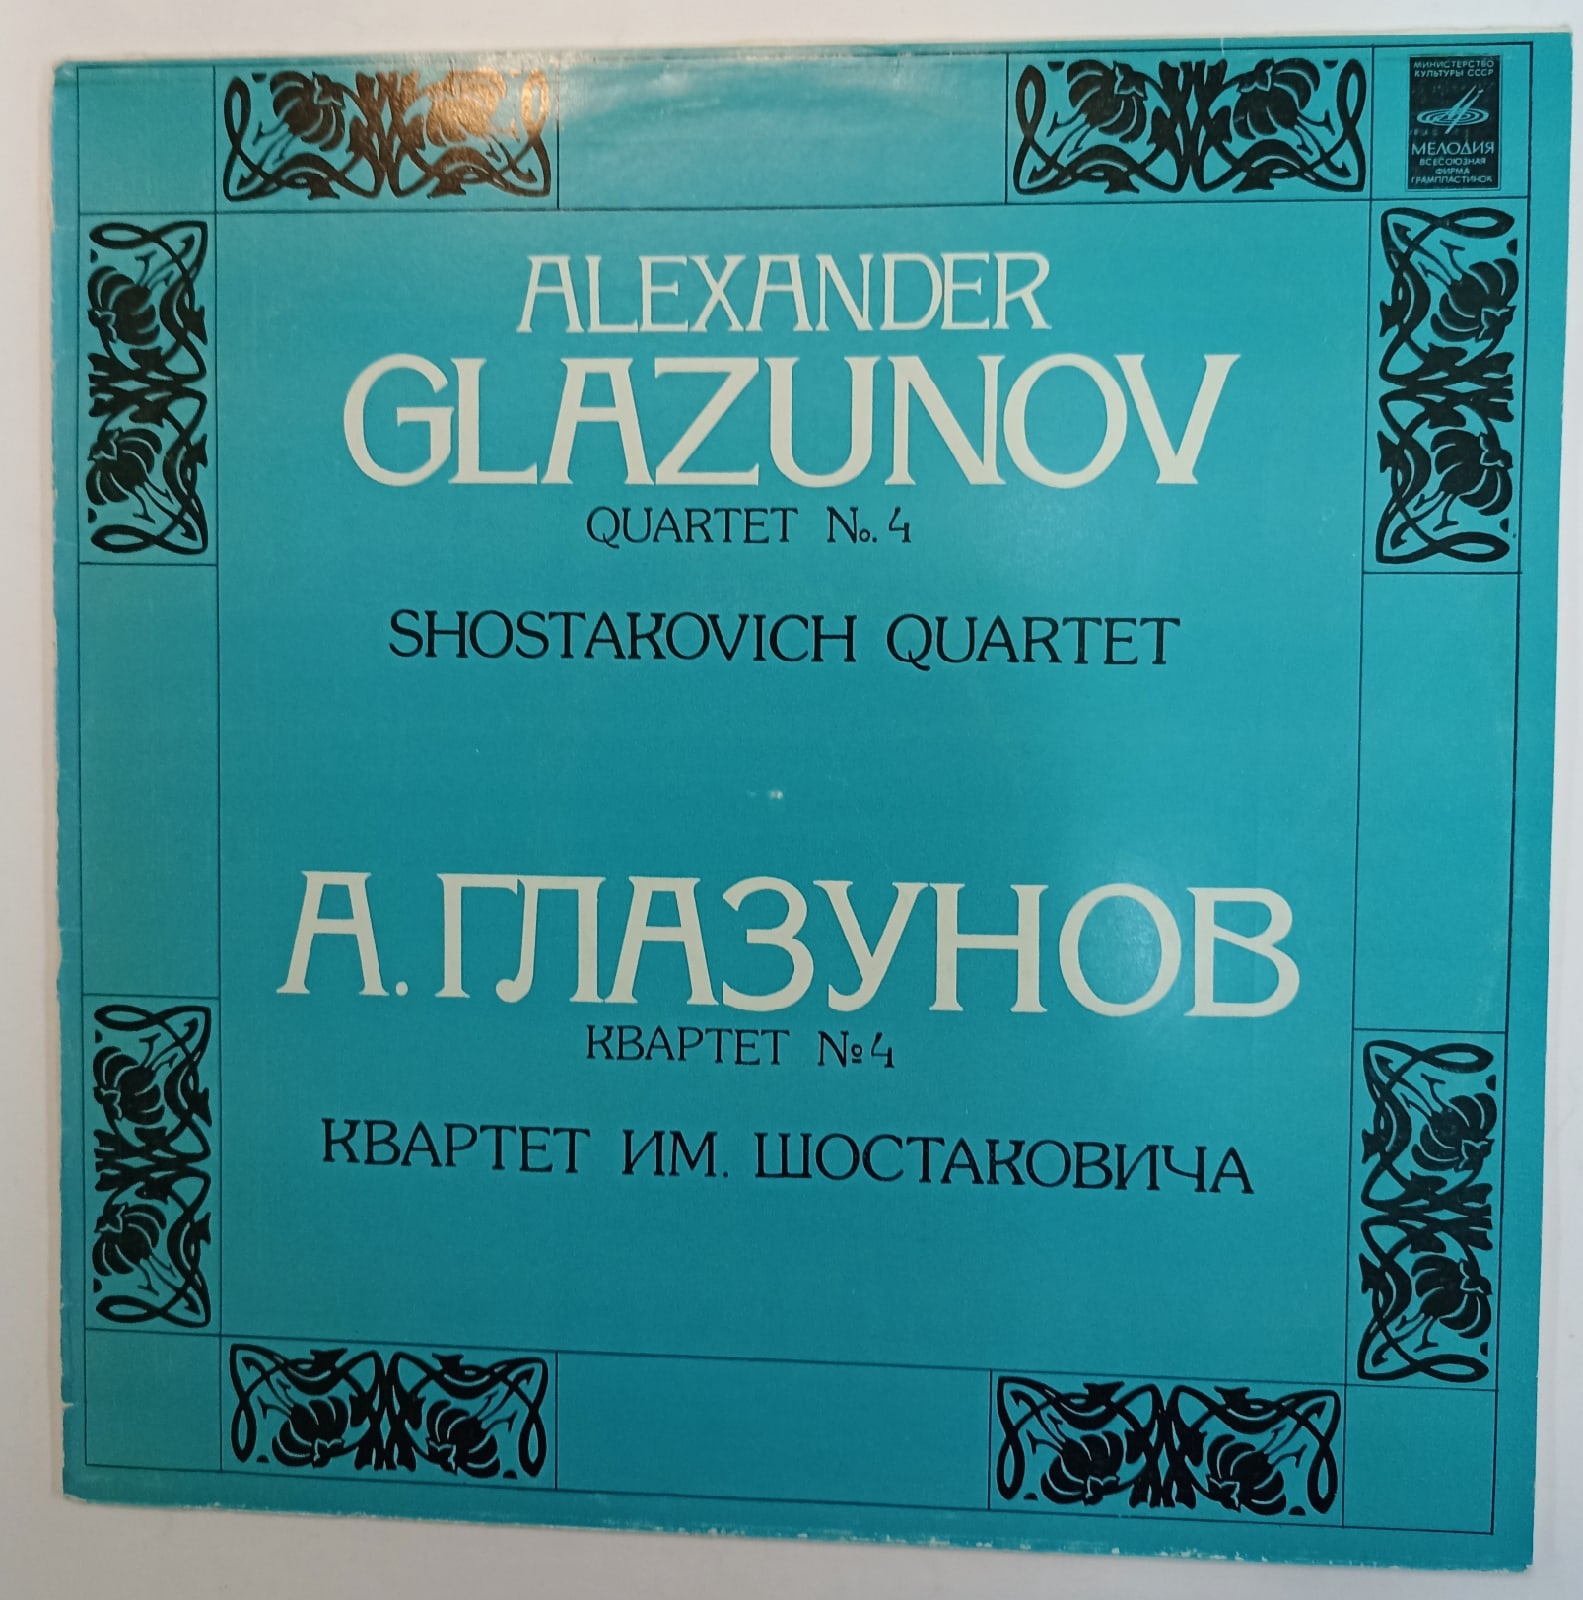 МИНИСТЕРСТВО
КУЛЬТУРЫ СССР
МЕЛОДИЯ
ВСЕСОЮЗНАЯ
ФИРМА
ГРАМПЛАСТИНОК
ALEXANDER
GLAZUNOV
QUARTET No. 4
SHOSTAKOVICH QUARTET
А. ГЛАЗУНОВ
КВАРТЕТ №4
КВАРТЕТ ИМ. ШОСТАКОВИЧА